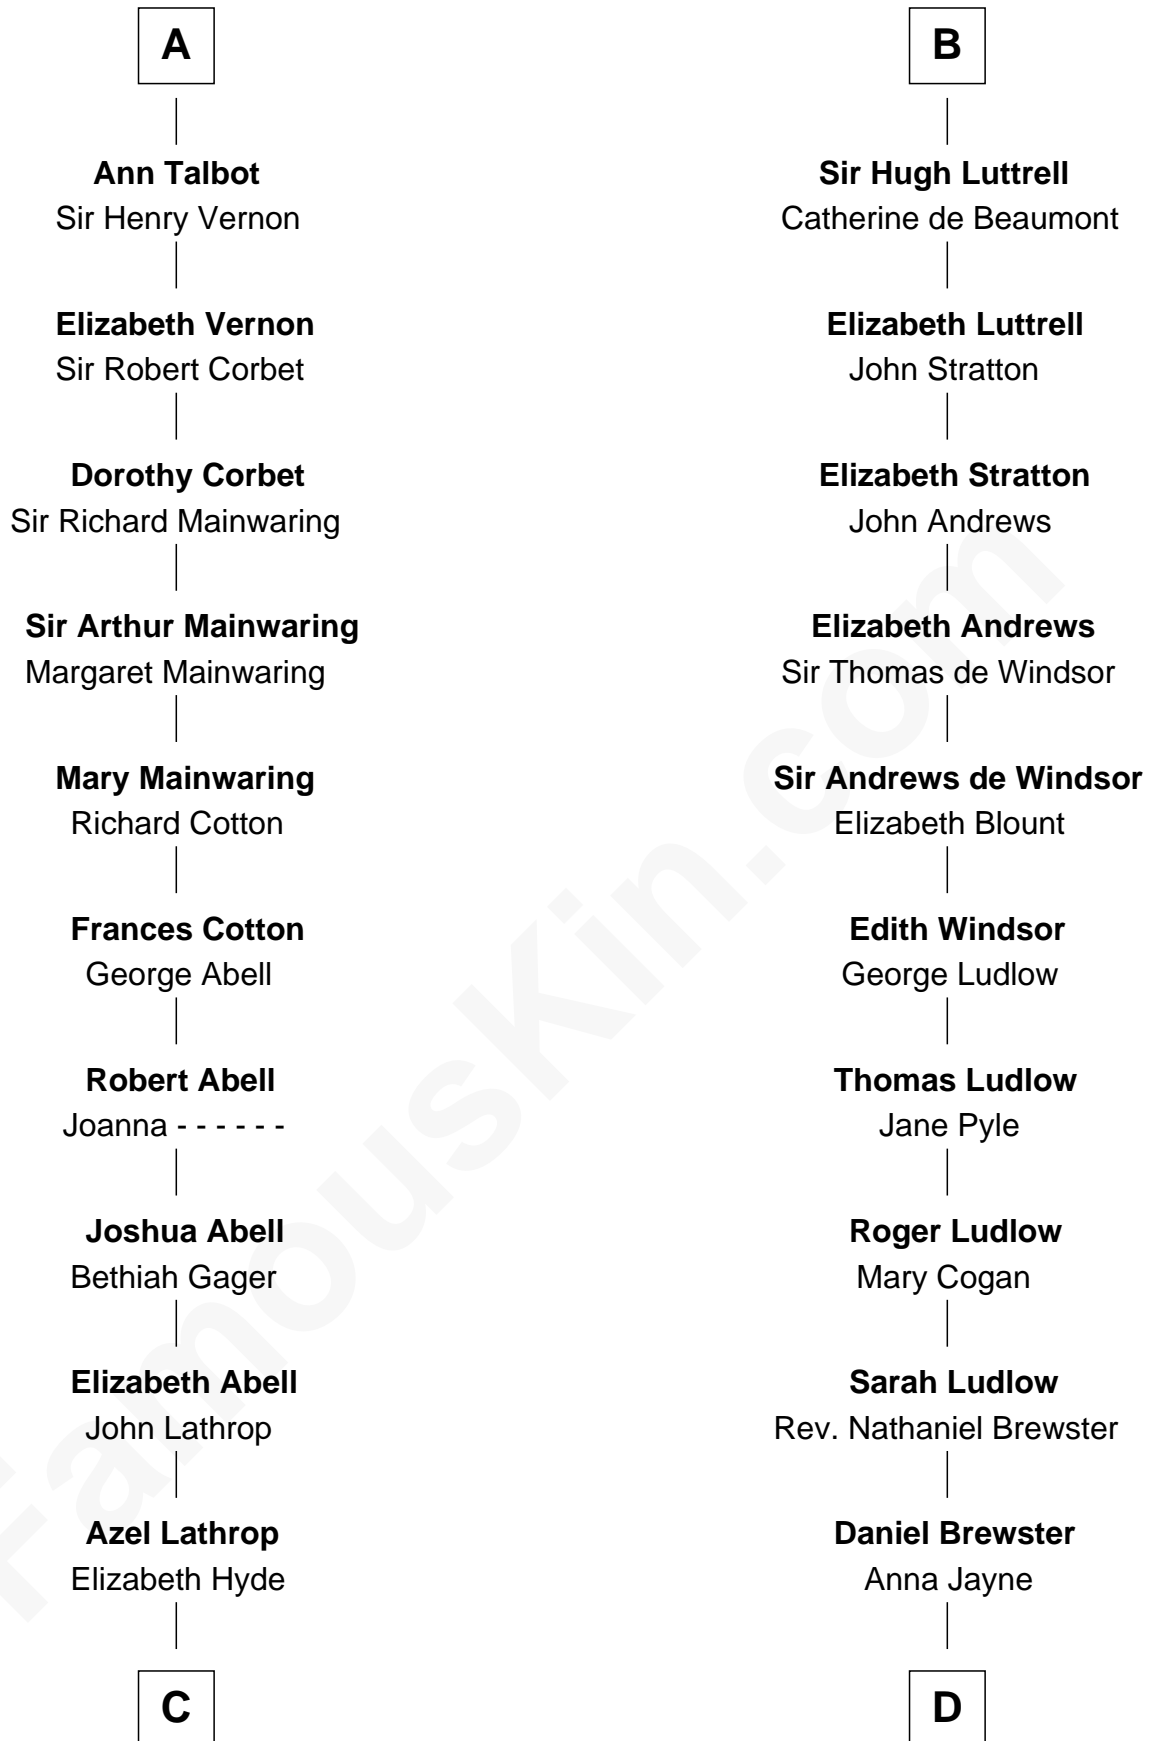 A
Ann Talbot
Sir Henry Vernon
Elizabeth Vernon
Sir Robert Corbet
Dorothy Corbet
Sir Richard Mainwaring
Sir Arthur Mainwaring
Margaret Mainwaring
Mary Mainwaring
Richard Cotton
Frances Cotton
George Abell
Robert Abell
Joanna - - - - - -
Joshua Abell
Bethiah Gager
Elizabeth Abell
John Lathrop
Azel Lathrop
Elizabeth Hyde
C
B
Sir Hugh Luttrell
Catherine de Beaumont
Elizabeth Luttrell
John Stratton
Elizabeth Stratton
John Andrews
Elizabeth Andrews
Sir Thomas de Windsor
Sir Andrews de Windsor
Elizabeth Blount
Edith Windsor
George Ludlow
Thomas Ludlow
Jane Pyle
Roger Ludlow
Mary Cogan
Sarah Ludlow
Rev. Nathaniel Brewster
Daniel Brewster
Anna Jayne
D
FamousKin.com